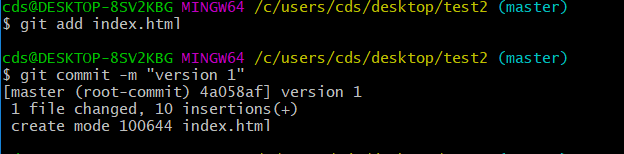 cds@DESKTOP-8SV2KBG MINGW64 /c/users/cds/desktop/test2 (master)
$ git add index.html
cds@DESKTOP-8SV2KBG MINGW64 /c/users/cds/desktop/test2 (master)
$ git commit -m "version 1"
[master (root-commit) 4a058af] version 1
 1 file changed, 10 insertions(+)
 create mode 100644 index.html